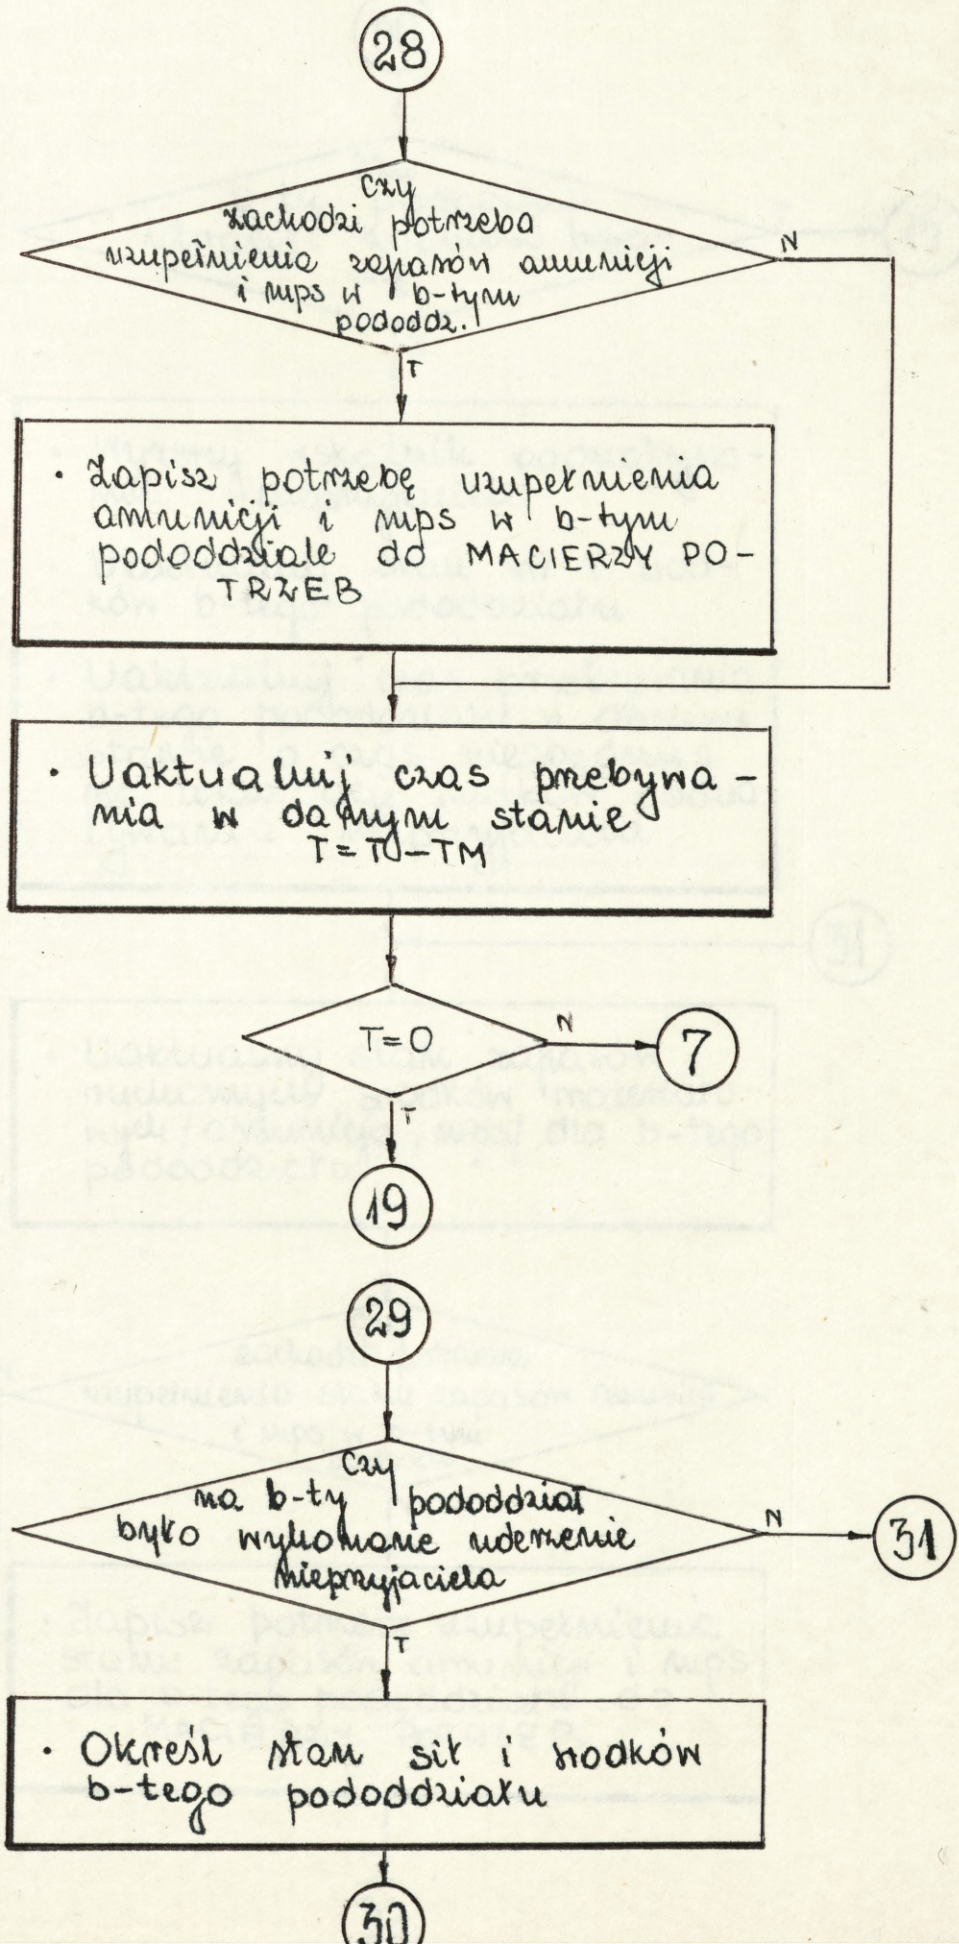 28
czy
zachodzi potrzeba
uzupełnienia zapasów amunicji
i mps w b-tym
pododdz.
N
T
· Zapisz potrzebę uzupełnienia
amunicji i mps w b-tym
pododdziale do MACIERZY PO-
TRZEB
· Uaktualnij czas przebywa-
nia w danym stanie
T=T-TM
T=0
N
7
T
19
29
czy
na b-ty pododdział
było wykonane uderzenie
nieprzyjaciela
N
31
T
· Określ stan sił i środków
b-tego pododdziału
30